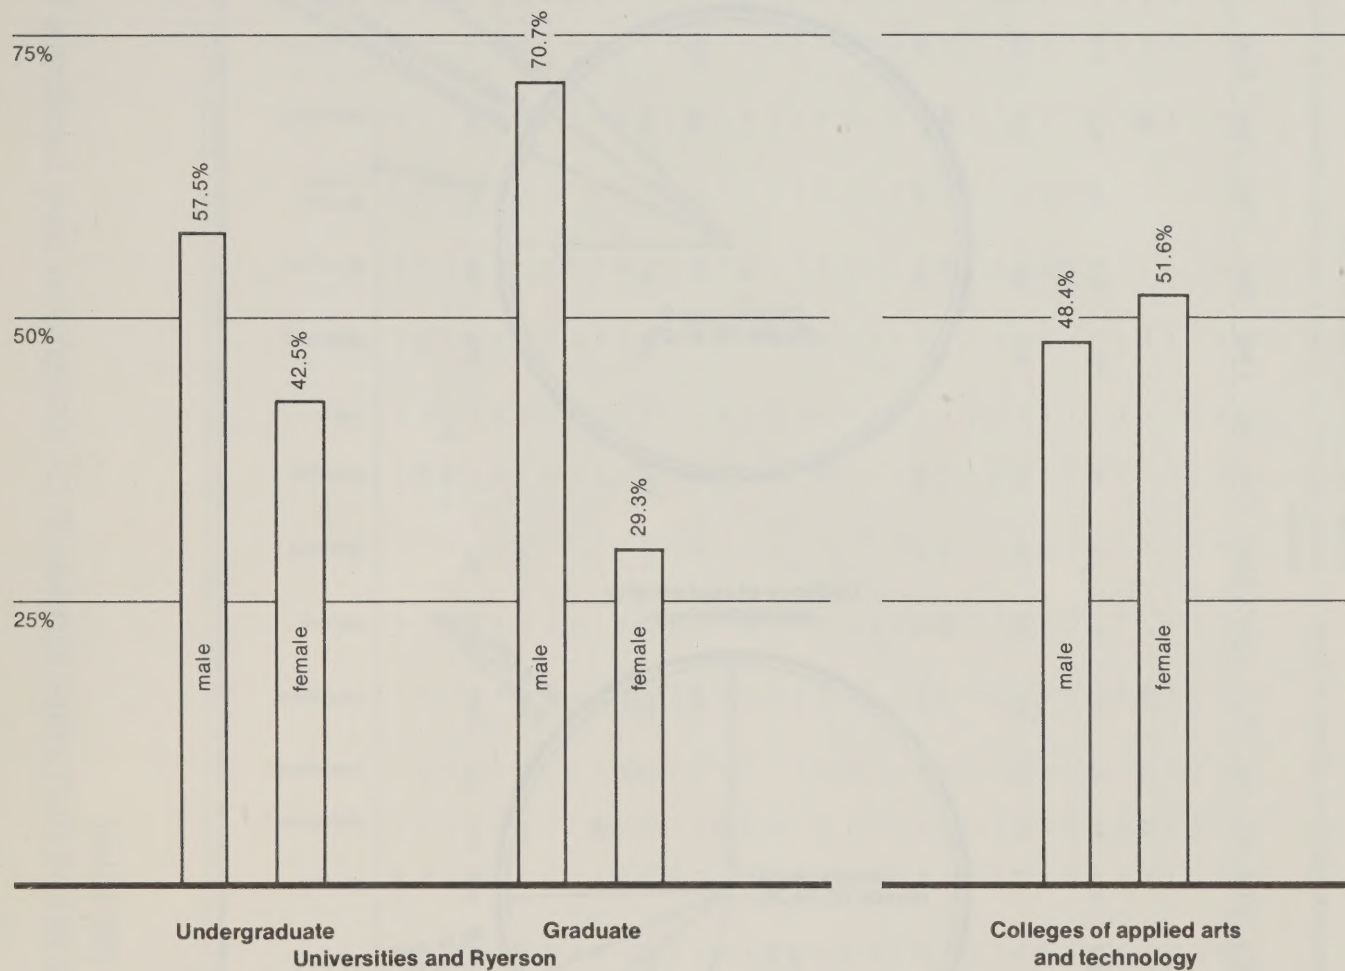 75%
50%
25%
57.5%
male
42.5%
female
70.7%
male
29.3%
female
48.4%
male
51.6%
female
Undergraduate
Graduate
Universities and Ryerson
Colleges of applied arts
and technology